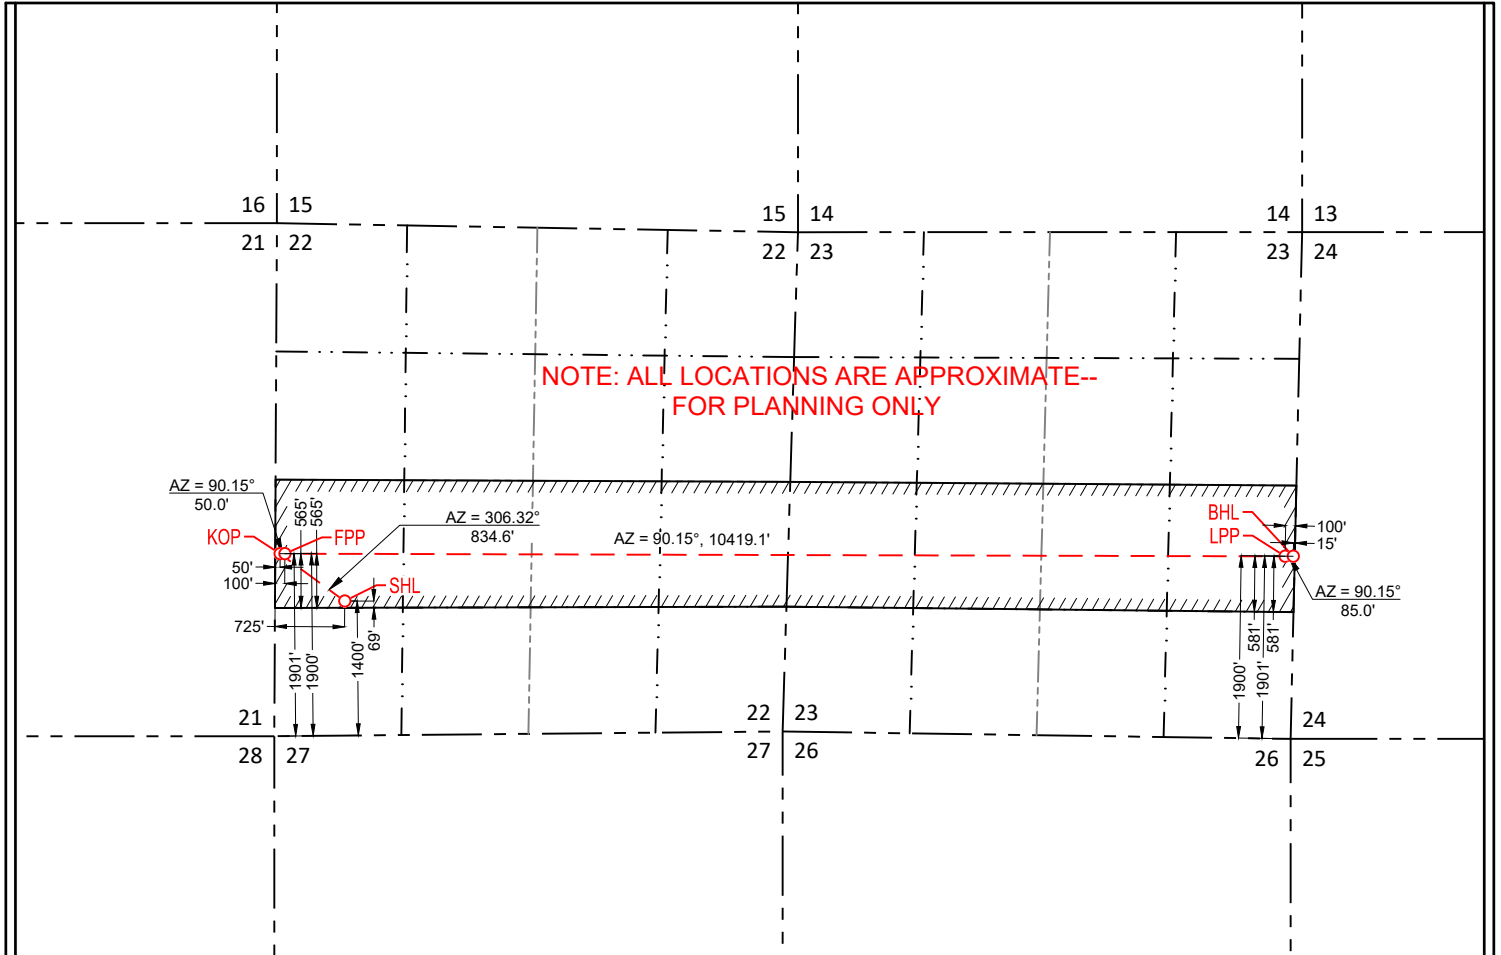 16 15
15 14
14 13
21 22
22 23
23 24
NOTE: ALL LOCATIONS ARE APPROXIMATE--
FOR PLANNING ONLY
AZ = 90.15°
50.0'
565'
565'
AZ = 306.32°
834.6'
KOP
FPP
AZ = 90.15°, 10419.1'
BHL
LPP
100'
15'
50'
100'
SHL
AZ = 90.15°
85.0'
725'
69'
1901'
1900'
1400'
1900'
581'
1901'
581'
21
22 23
24
28 27
27 26
26 25